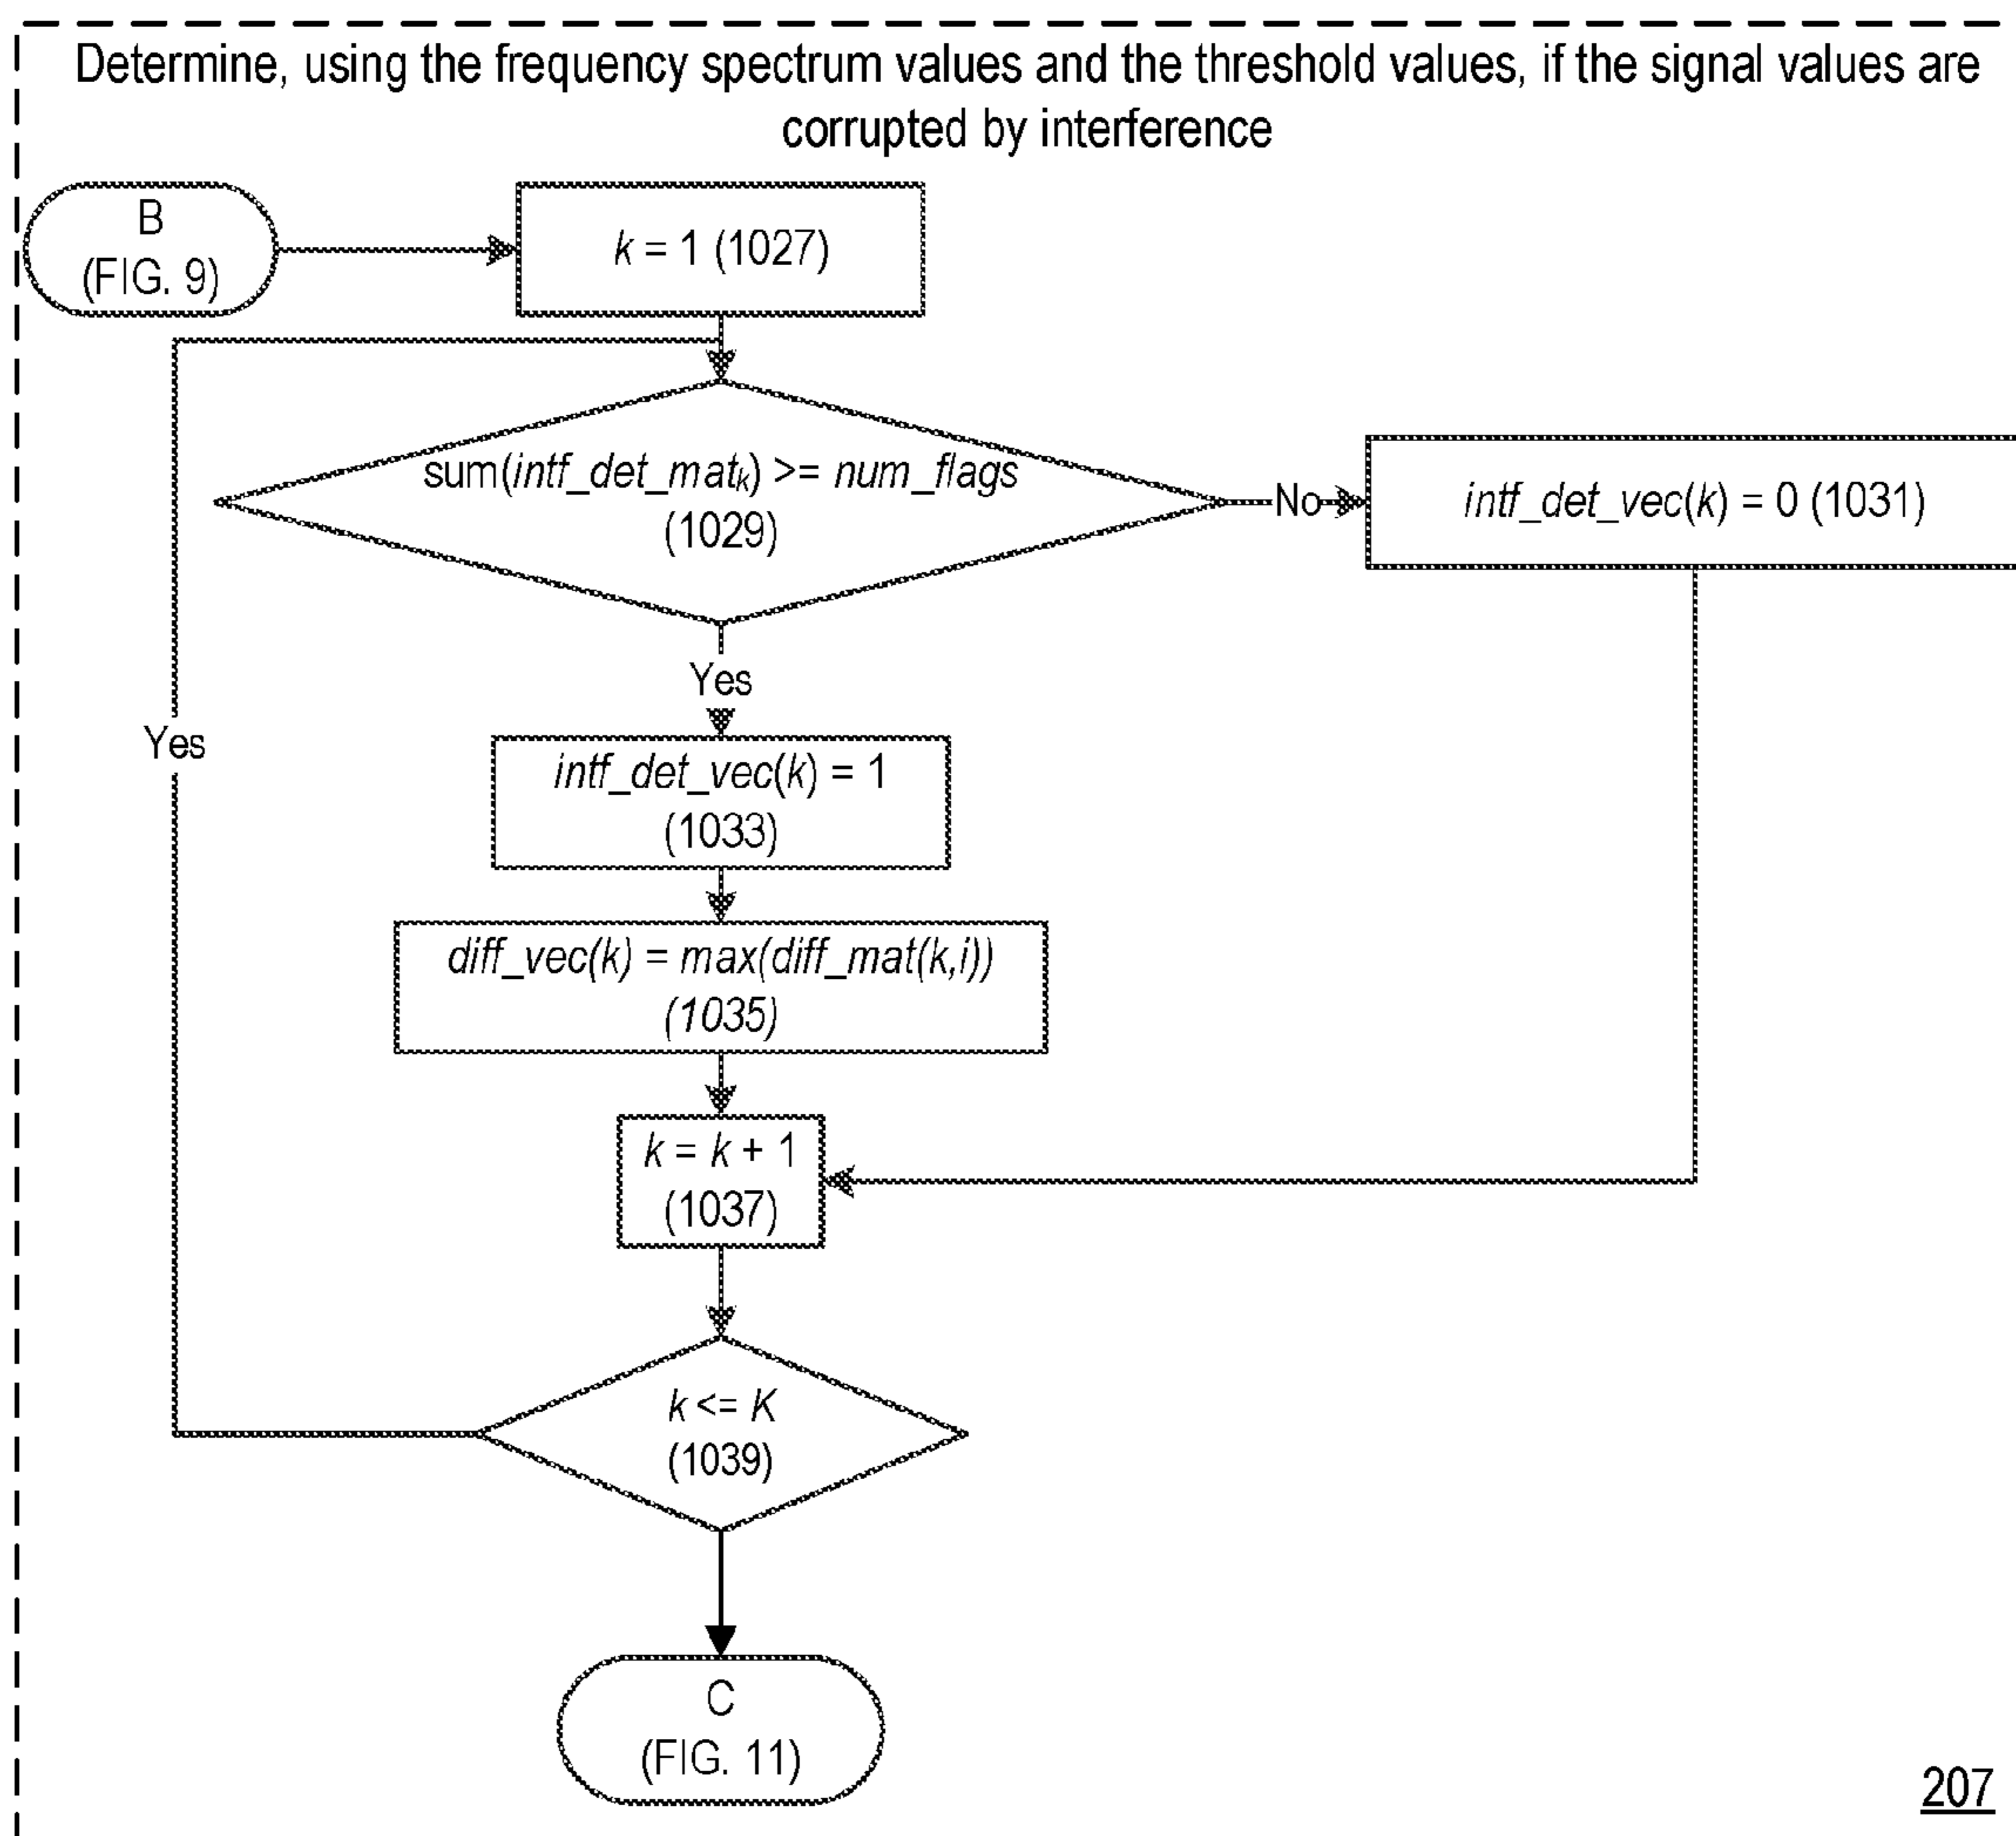 Determine, using the frequency spectrum values and the threshold values, if the signal values are
corrupted by interference
B
(FIG. 9)
k = 1 (1027)
sum(intf_det_matk) >= num_flags
(1029)
No
intf_det_vec(k) = 0 (1031)
Yes
Yes
intf_det_vec(k) = 1
(1033)
diff_vec(k) = max(diff_mat(k,i))
(1035)
k = k + 1
(1037)
k <= K
(1039)
C
(FIG. 11)
207